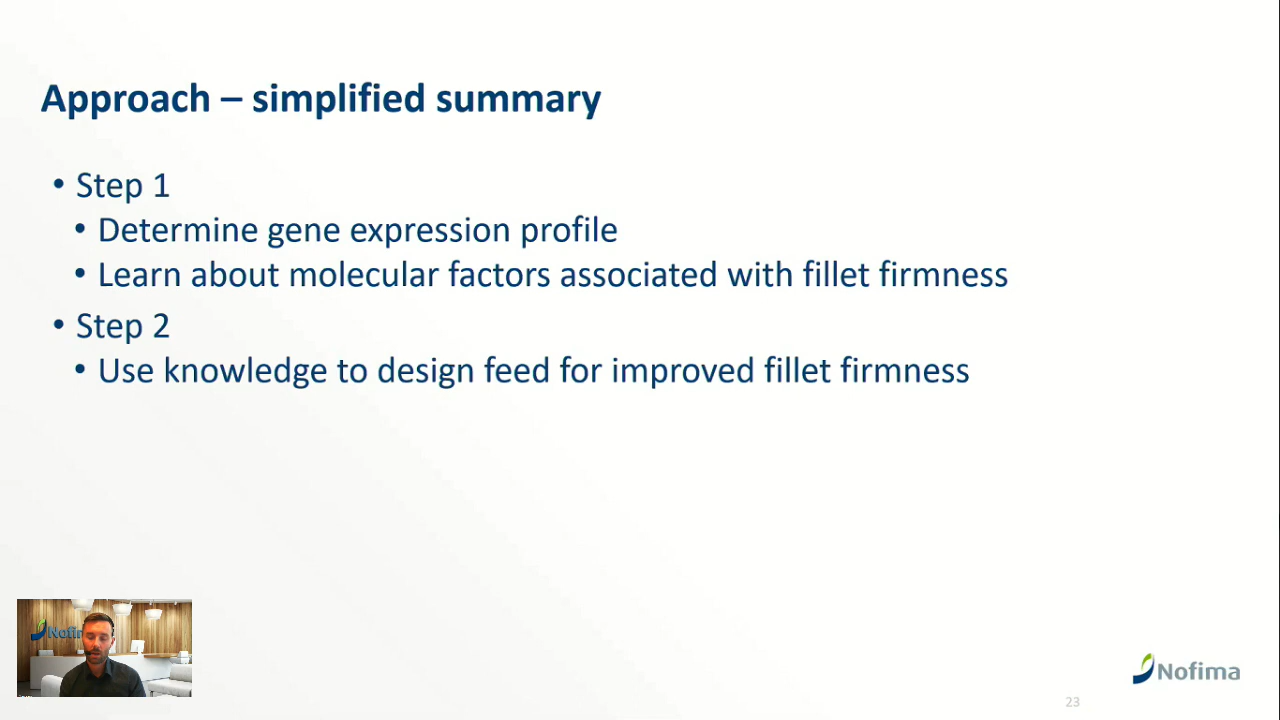 Approach – simplified summary
• Step 1
• Determine gene expression profile
• Learn about molecular factors associated with fillet firmness
• Step 2
• Use knowledge to design feed for improved fillet firmness
Nofima
23